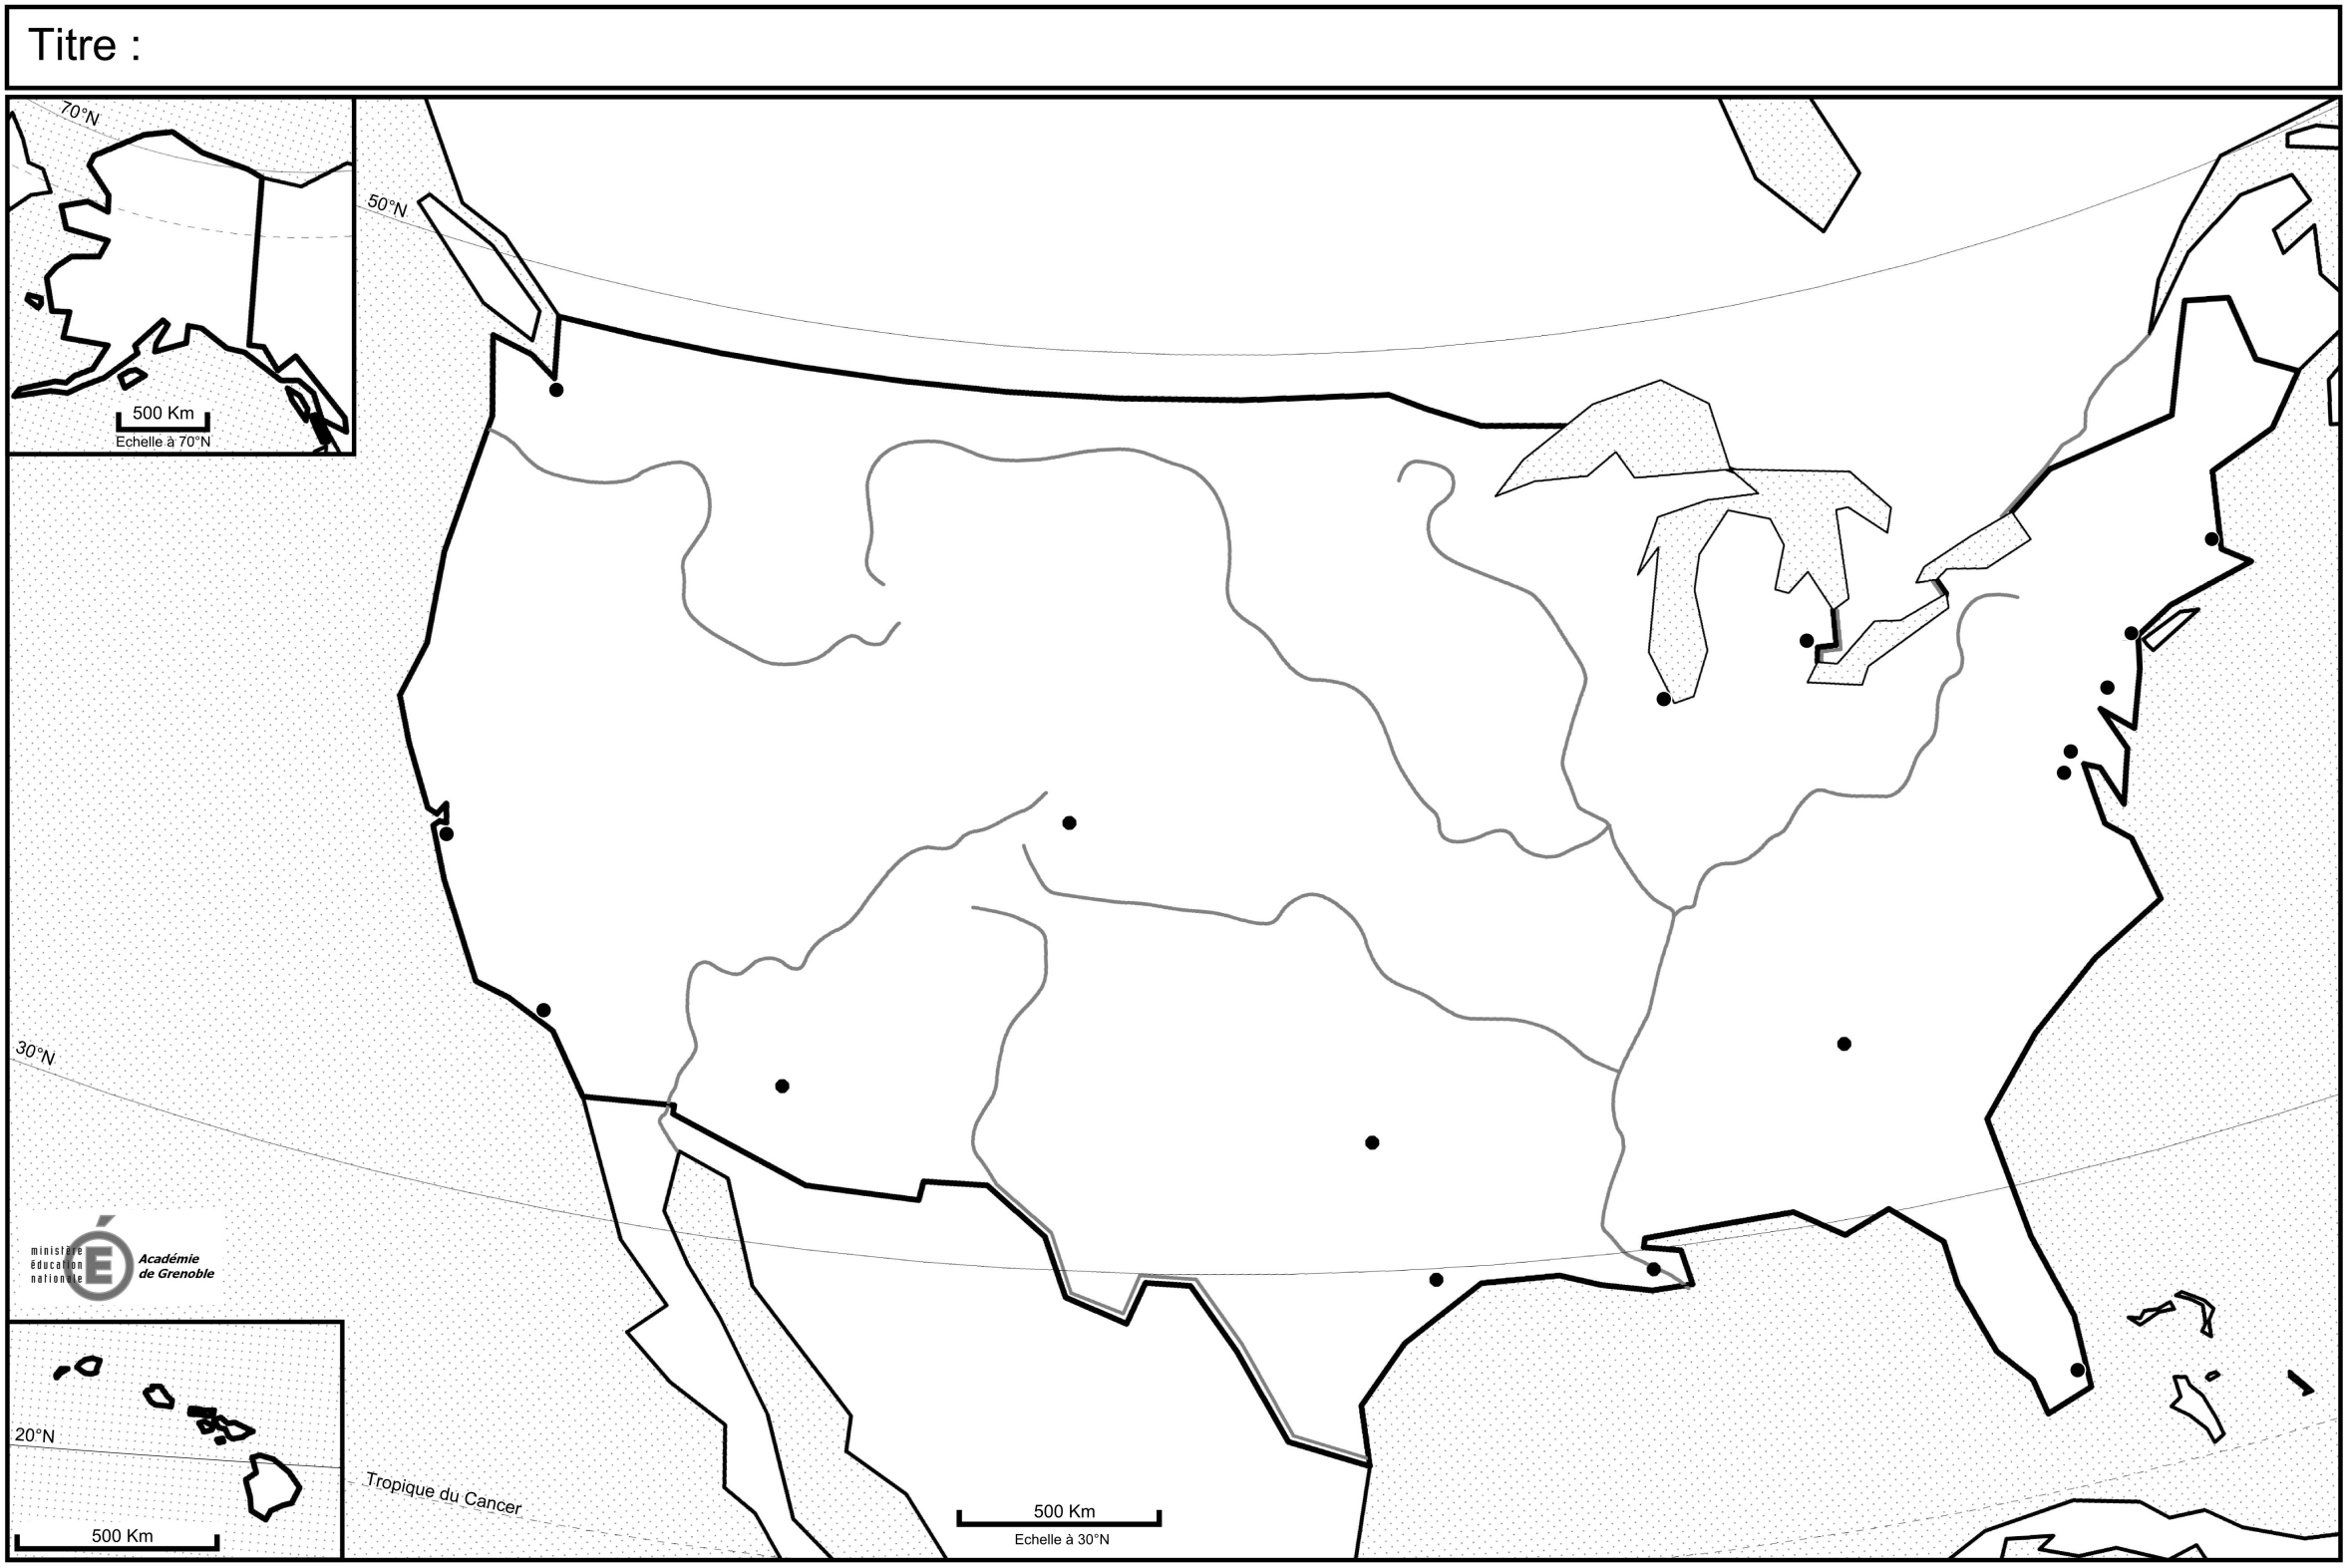 Titre :
70°N
50°N
500 Km
Echelle à 70°N
30°N
ministère
éducation
nationale
É
Académie
de Grenoble
20°N
500 Km
Tropique du Cancer
500 Km
Echelle à 30°N